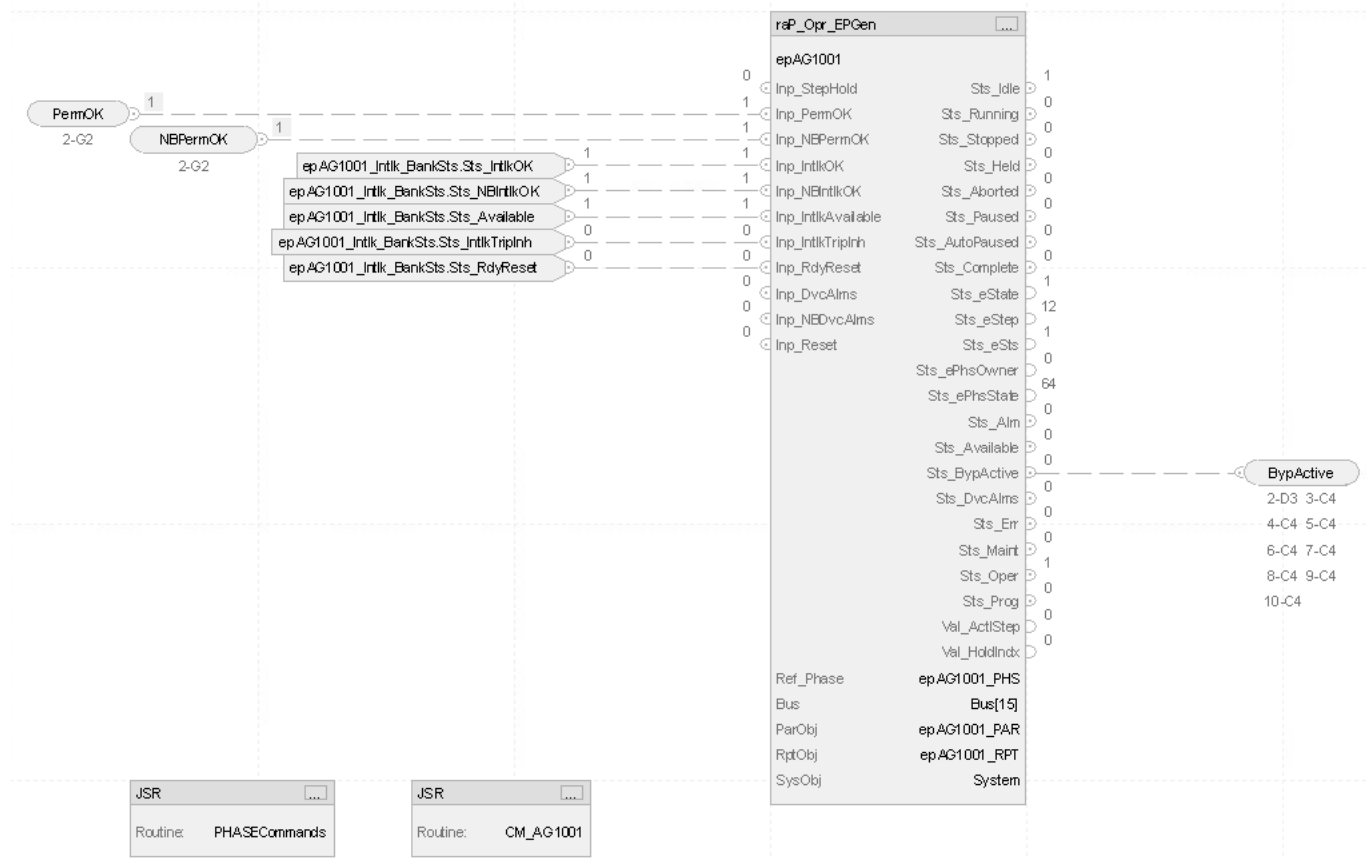 raP_Opr_EPGen ...
epAG1001
0 Inp_StepHold Sts_Idle 1
PermOK 1 1 Inp_PermOK Sts_Running 0
2-G2
NBPermOK 1 1 Inp_NBPermOK Sts_Stopped 0
2-G2
epAG1001_Intlk_BankSts.Sts_IntlkOK 1 1 Inp_IntlkOK Sts_Held 0
epAG1001_Intlk_BankSts.Sts_NBIntlkOK 1 1 Inp_NBIntlkOK Sts_Aborted 0
epAG1001_Intlk_BankSts.Sts_Available 1 1 Inp_IntlkAvailable Sts_Paused 0
epAG1001_Intlk_BankSts.Sts_IntlkTripInh 0 0 Inp_IntlkTripInh Sts_AutoPaused 0
epAG1001_Intlk_BankSts.Sts_RdyReset 0 0 Inp_RdyReset Sts_Complete 0
0 Inp_DvcAlms Sts_eState 1
0 Inp_NBDvcAlms Sts_eStep 12
0 Inp_Reset Sts_eSts 1
Sts_ePhsOwner 0
Sts_ePhsState 64
Sts_Alm 0
Sts_Available 0
Sts_BypActive 0 BypActive
Sts_DvcAlms 0 2-D3 3-C4
Sts_Err 0 4-C4 5-C4
Sts_Maint 0 6-C4 7-C4
Sts_Oper 1 8-C4 9-C4
Sts_Prog 0 10-C4
Val_ActlStep 0
Val_HoldIndx 0
Ref_Phase epAG1001_PHS
Bus Bus[15]
ParObj epAG1001_PAR
RptObj epAG1001_RPT
SysObj System
JSR ...
Routine: PHASECommands
JSR ...
Routine: CM_AG1001